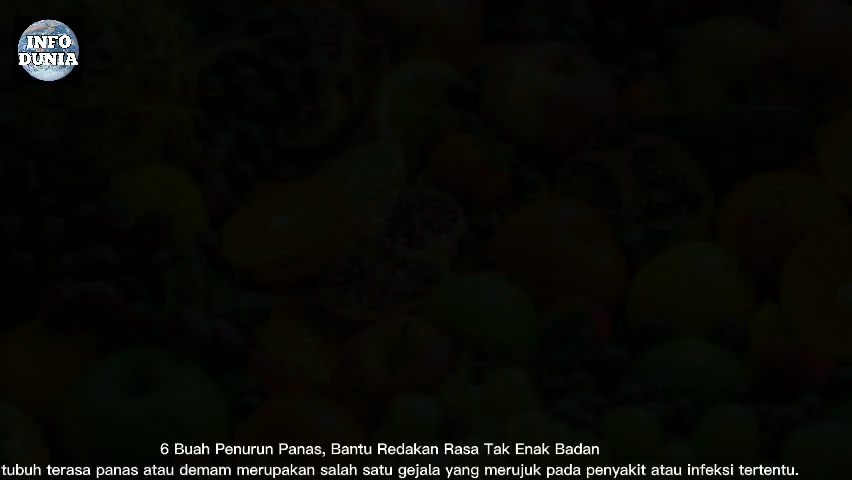 INFO
DUNIA
6 Buah Penurun Panas, Bantu Redakan Rasa Tak Enak Badan
tubuh terasa panas atau demam merupakan salah satu gejala yang merujuk pada penyakit atau infeksi tertentu.